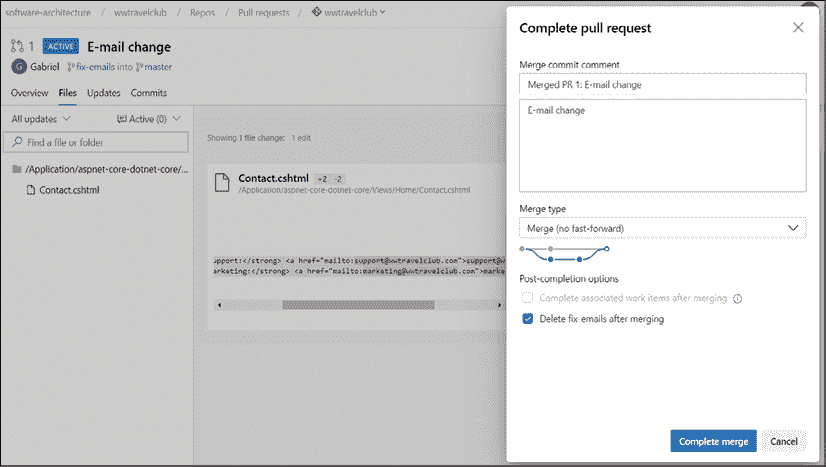 software-architecture / wwtravelclub / Repos / Pull requests / wwtravelclub
1 ACTIVE E-mail change
G Gabriel fix-emails into master
Overview Files Updates Commits
All updates Active (0)
Find a file or folder
/Application/aspnet-core-dotnet-core/...
Contact.cshtml
Showing 1 file change: 1 edit
Contact.cshtml +2 -2
/Application/aspnet-core-dotnet-core/Views/Home/Contact.cshtml
upport:</strong> <a href="mailto:support@wwtravelclub.com">support@w
marketing:</strong> <a href="mailto:marketing@wwtravelclub.com">marke
Complete pull request
Merge commit comment
Merged PR 1: E-mail change
E-mail change
Merge type
Merge (no fast-forward)
Post-completion options
Complete associated work items after merging
Delete fix-emails after merging
Complete merge Cancel